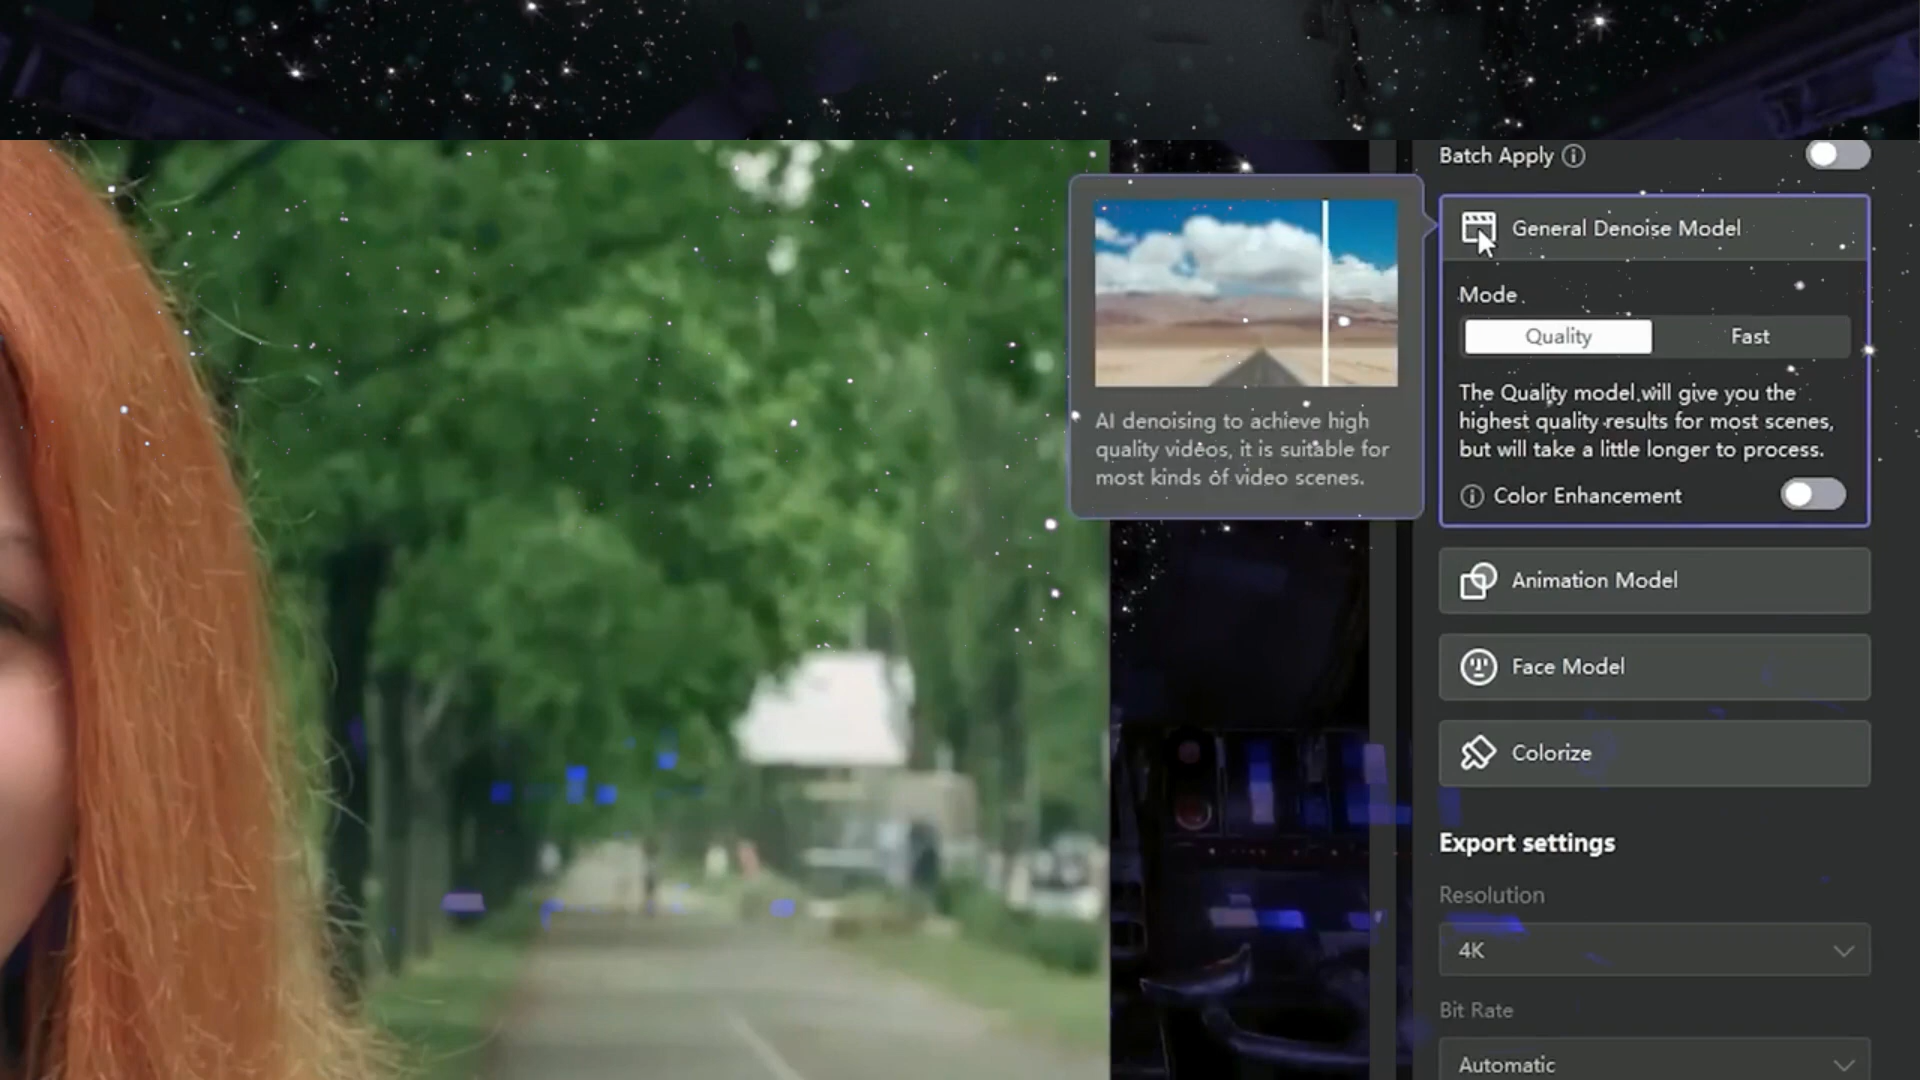 Batch Apply
General Denoise Model
Mode
Quality
Fast
The Quality model will give you the
highest quality results for most scenes,
but will take a little longer to process.
Color Enhancement
AI denoising to achieve high
quality videos, it is suitable for
most kinds of video scenes.
Animation Model
Face Model
Colorize
Export settings
Resolution
4K
Bit Rate
Automatic